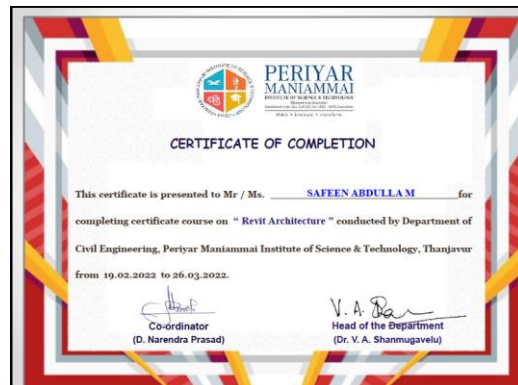 PERIYAR
MANIAMMAI
INSTITUTE OF SCIENCE & TECHNOLOGY
CERTIFICATE OF COMPLETION
This certificate is presented to Mr / Ms. SAFEEN ABDULLA M for
completing certificate course on “ Revit Architecture ” conducted by Department of
Civil Engineering, Periyar Maniammai Institute of Science & Technology, Thanjavur
from 19.02.2022 to 26.03.2022.
V. A.
Co-ordinator
Head of the Department
(D. Narendra Prasad)
(Dr. V. A. Shanmugavelu)